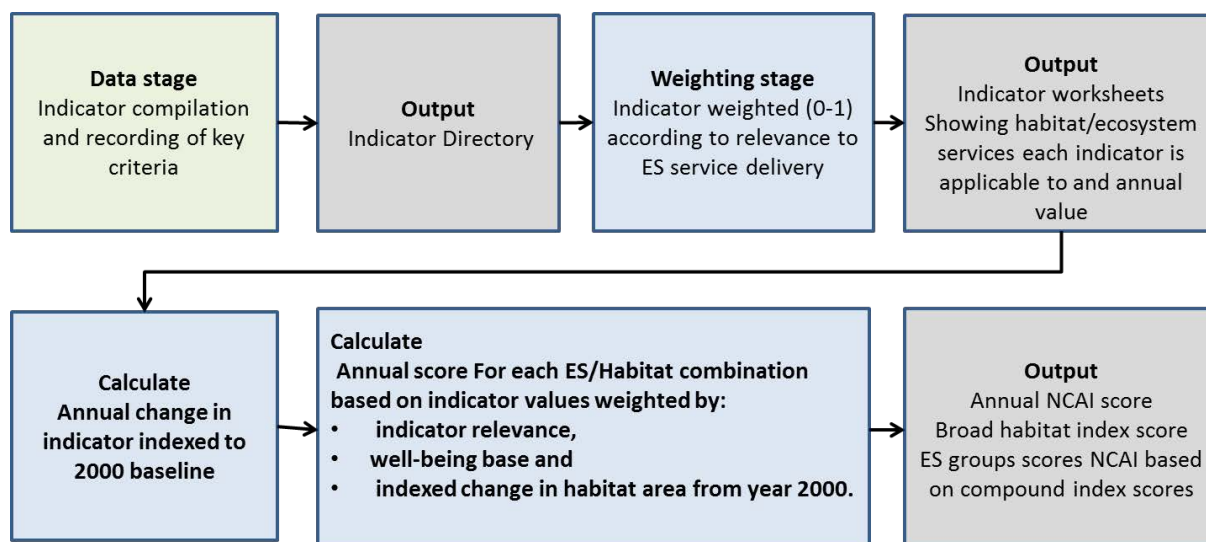 Data stage
Indicator compilation
and recording of key
criteria
Output
Indicator Directory
Weighting stage
Indicator weighted (0-1)
according to relevance to
ES service delivery
Output
Indicator worksheets
Showing habitat/ecosystem
services each indicator is
applicable to and annual
value
Calculate
Annual change in
indicator indexed to
2000 baseline
Calculate
Annual score For each ES/Habitat combination
based on indicator values weighted by:
• indicator relevance,
• well-being base and
• indexed change in habitat area from year 2000.
Output
Annual NCAI score
Broad habitat index score
ES groups scores NCAI based
on compound index scores